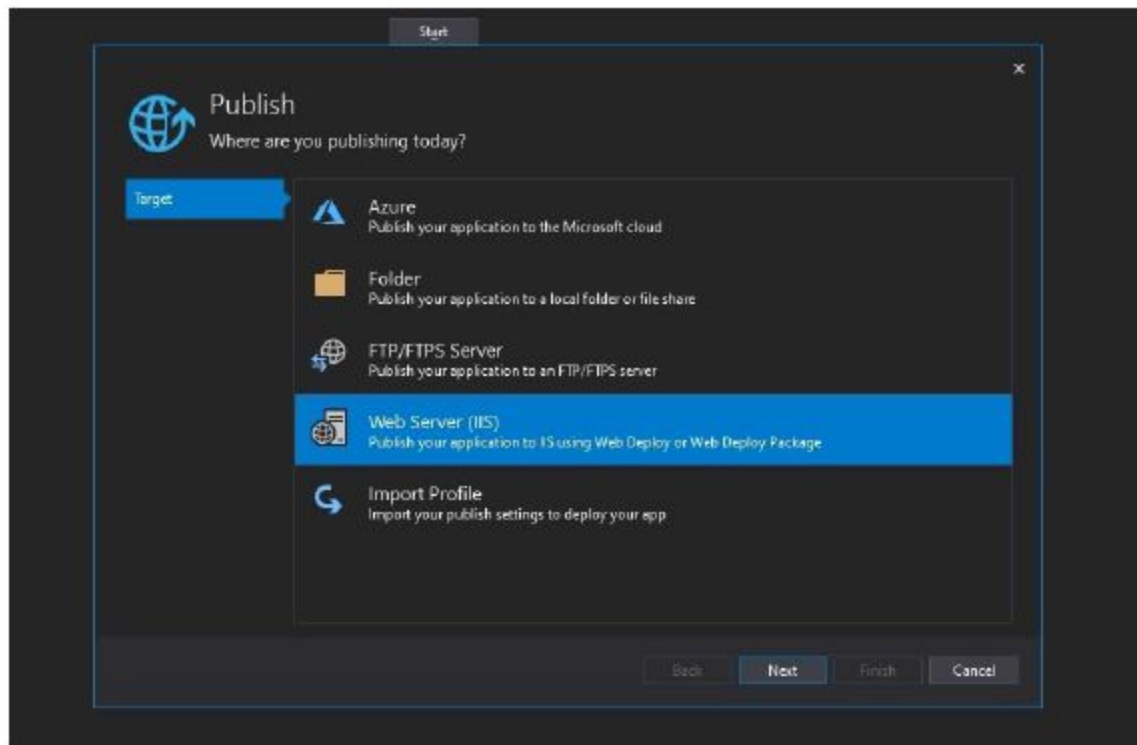 Start
Publish
Where are you publishing today?
Target
Azure
Publish your application to the Microsoft cloud
Folder
Publish your application to a local folder or file share
FTP/FTPS Server
Publish your application to an FTP/FTPS server
Web Server (IIS)
Publish your application to IIS using Web Deploy or Web Deploy Package
Import Profile
Import your publish settings to deploy your app
Back Next Finish Cancel